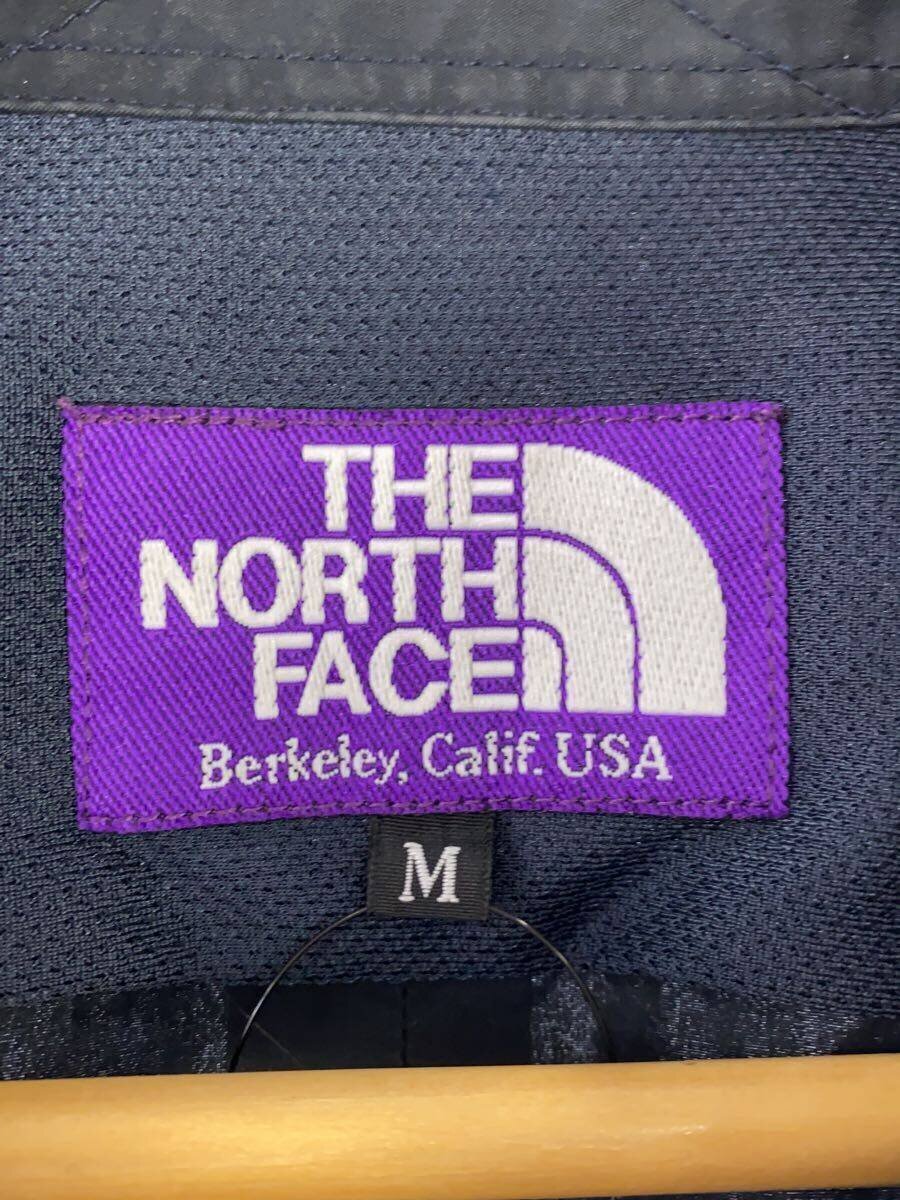 THE
NORTH
FACE
Berkeley, Calif. USA
M